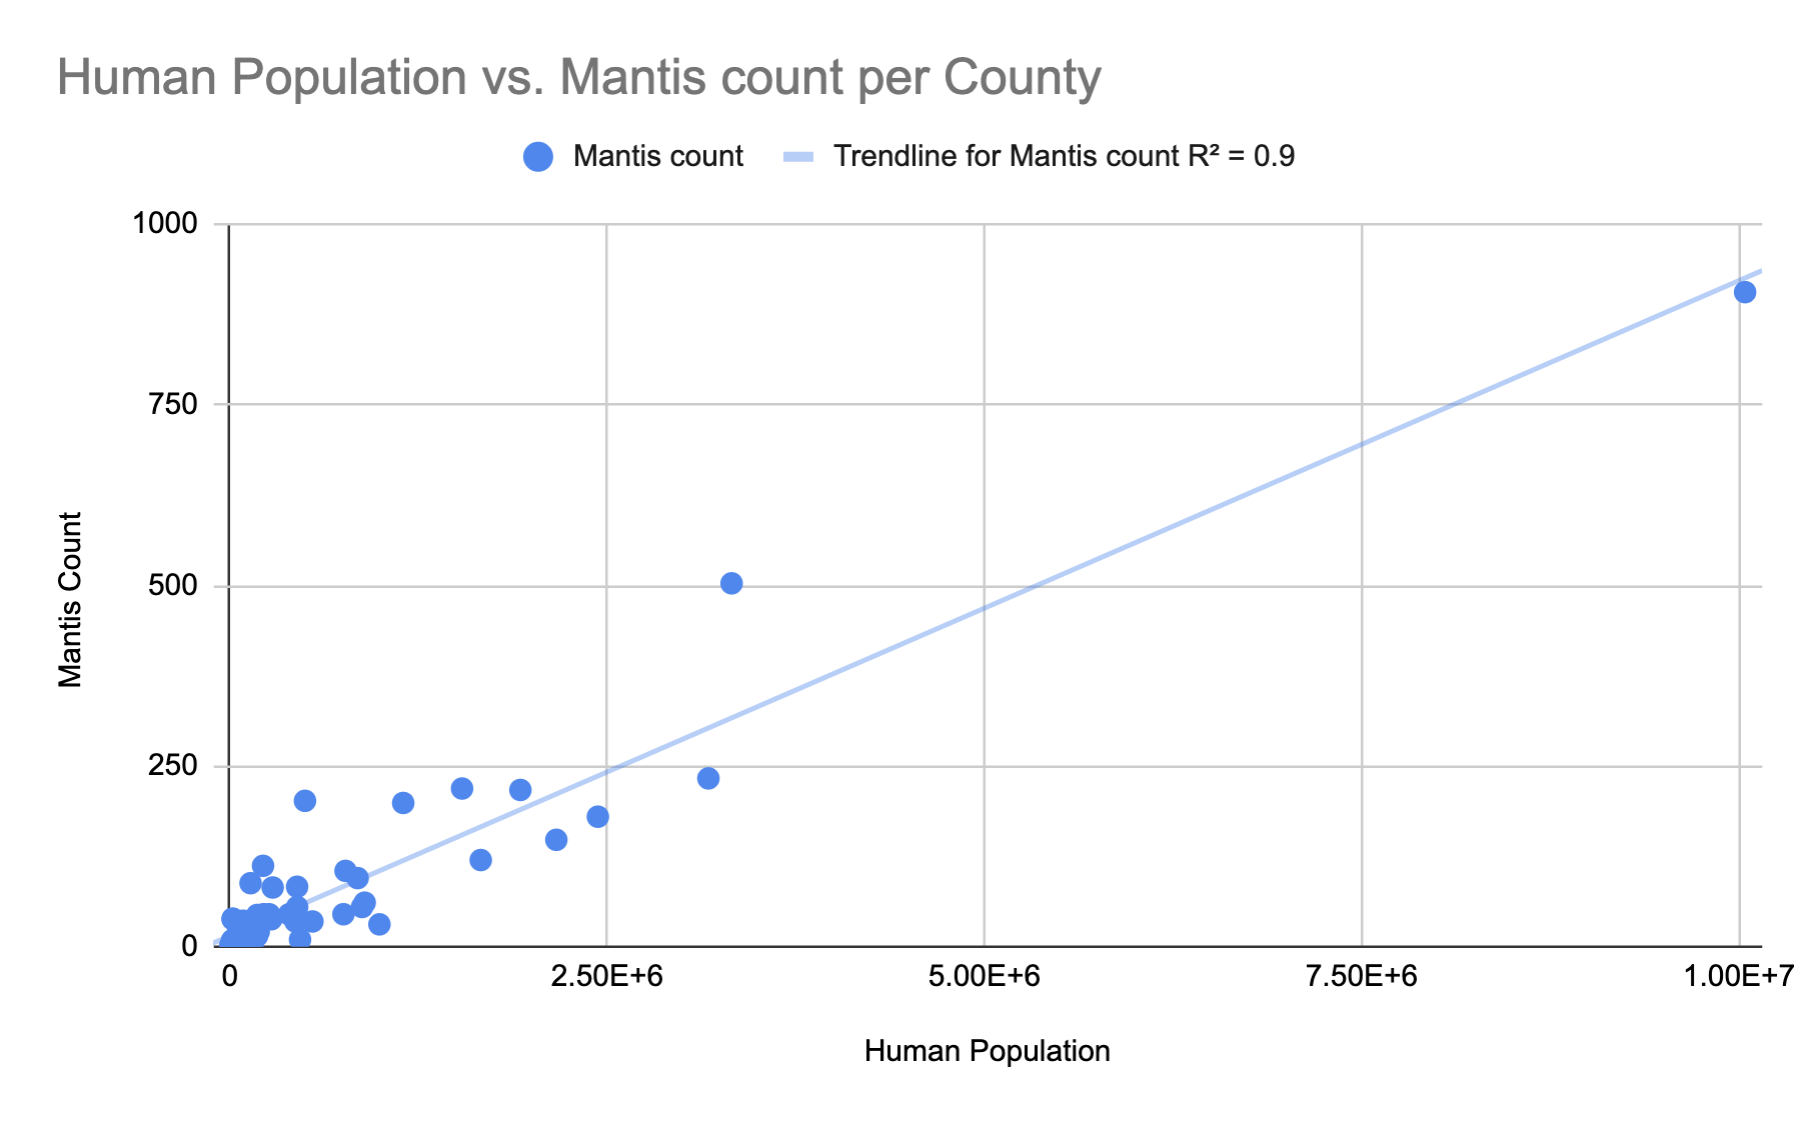 Human Population vs. Mantis count per County
Mantis count
Trendline for Mantis count R² = 0.9
1000
750
500
250
0
Mantis Count
0
2.50E+6
5.00E+6
7.50E+6
1.00E+7
Human Population